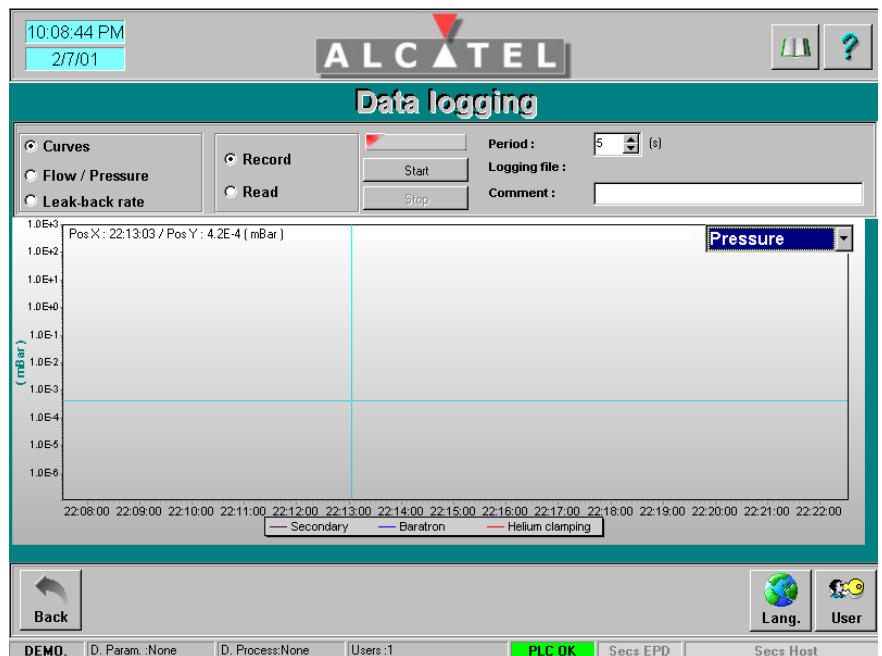 10:08:44 PM
2/7/01
ALCATEL
?
Data logging
Curves
Flow / Pressure
Leak-back rate
Record
Read
Start
Stop
Period :
5
(s)
Logging file :
Comment :
Pos X : 22:13:03 / Pos Y : 4.2E-4 ( mBar )
Pressure
1.0E+3
1.0E+2
1.0E+1
1.0E+0
1.0E-1
1.0E-2
1.0E-3
1.0E-4
1.0E-5
1.0E-6
( mBar )
22:08:00 22:09:00 22:10:00 22:11:00 22:12:00 22:13:00 22:14:00 22:15:00 22:16:00 22:17:00 22:18:00 22:19:00 22:20:00 22:21:00 22:22:00
Secondary Baratron Helium clamping
Back
Lang.
User
DEMO. D. Param. :None D. Process:None Users :1 PLC OK Secs EPD Secs Host